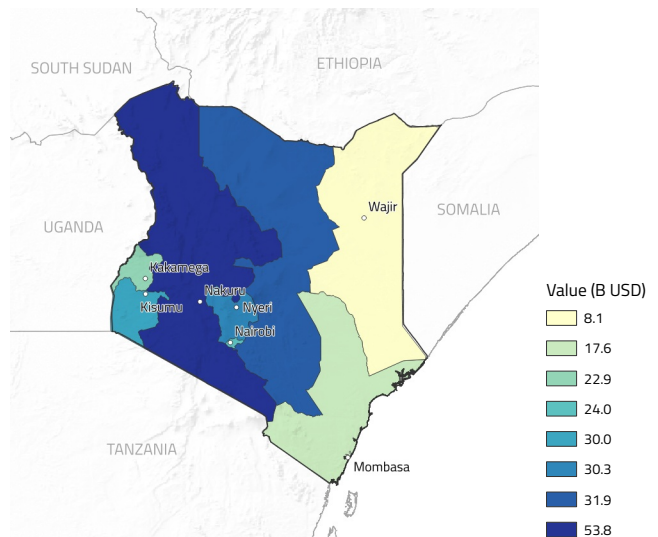 SOUTH SUDAN
ETHIOPIA
Wajir
SOMALIA
UGANDA
Kakamega
Nakuru
Kisumu
Nyeri
Nairobi
TANZANIA
Mombasa
Value (B USD)
8.1
17.6
22.9
24.0
30.0
30.3
31.9
53.8